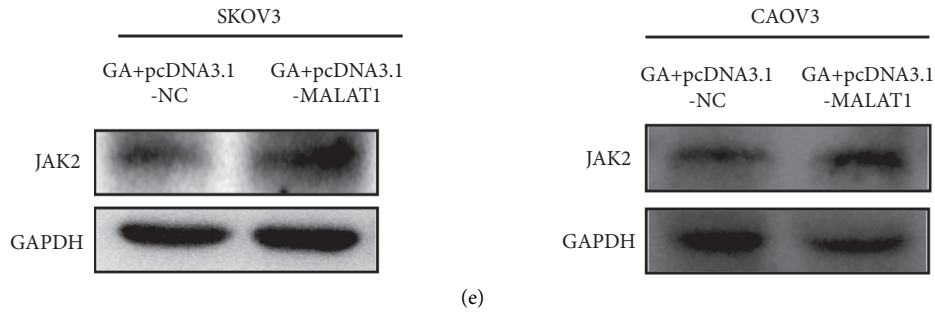 SKOV3
GA+pcDNA3.1
-NC
GA+pcDNA3.1
-MALAT1
JAK2
GAPDH
CAOV3
GA+pcDNA3.1
-NC
GA+pcDNA3.1
-MALAT1
JAK2
GAPDH
(e)